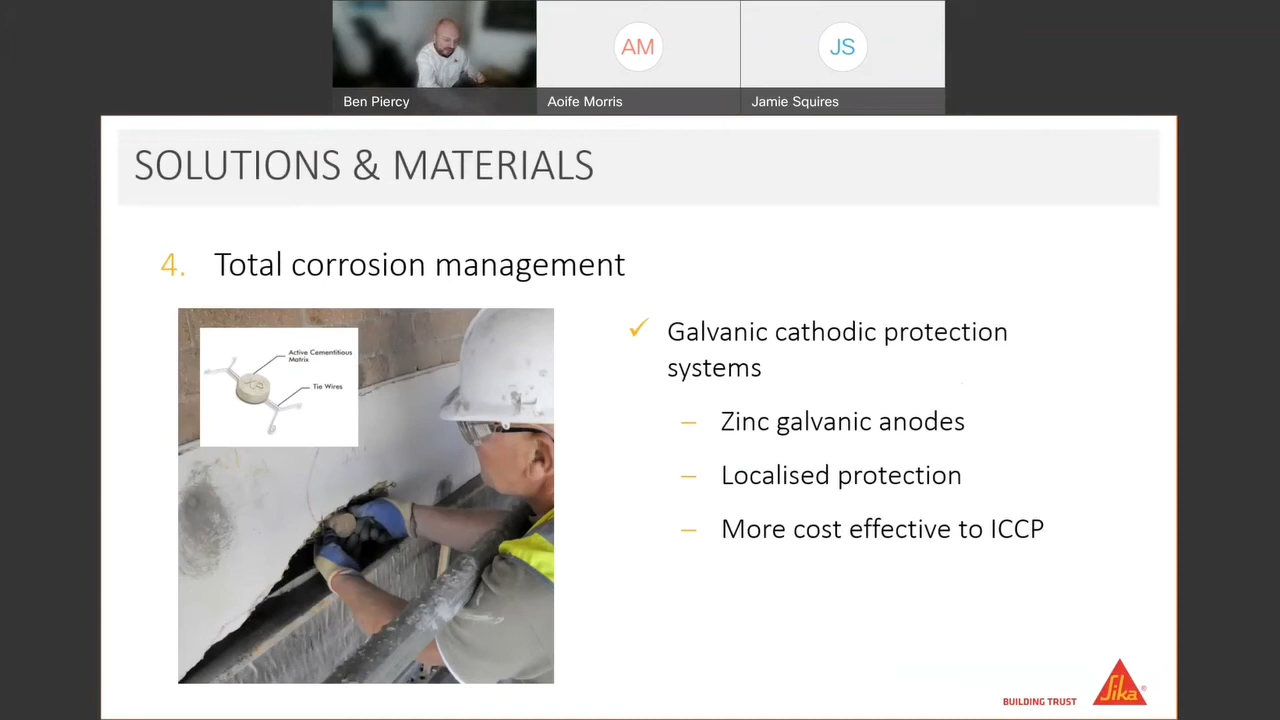 AM
JS
Ben Piercy
Aoife Morris
Jamie Squires
SOLUTIONS & MATERIALS
4. Total corrosion management
Active Cementitious
Matrix
Tie Wires
✓ Galvanic cathodic protection
systems
– Zinc galvanic anodes
– Localised protection
– More cost effective to ICCP
BUILDING TRUST
Sika®